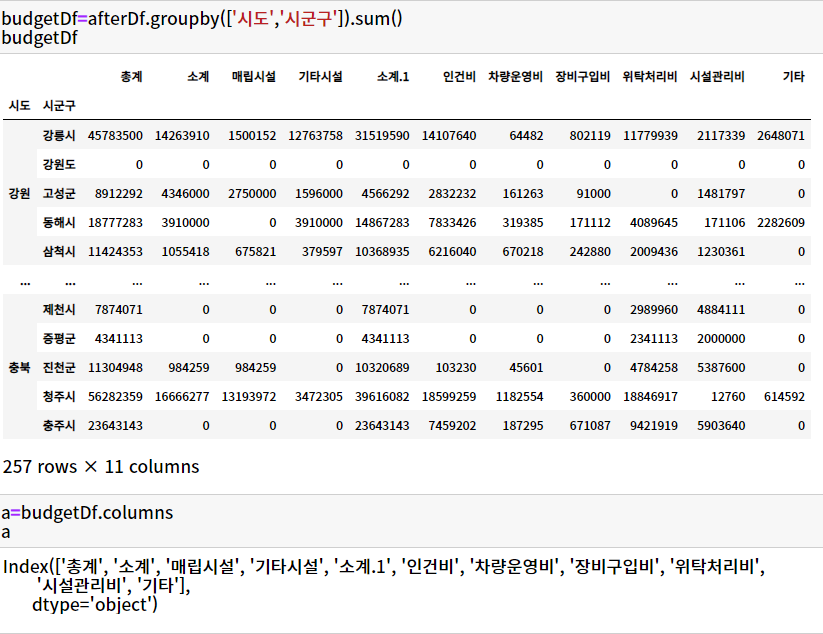 budgetDf=afterDf.groupby(['시도','시군구']).sum()
budgetDf
총계 소계 매립시설 기타시설 소계.1 인건비 차량운영비 장비구입비 위탁처리비 시설관리비 기타
시도 시군구
강릉시 45783500 14263910 1500152 12763758 31519590 14107640 64482 802119 11779939 2117339 2648071
강원도 0 0 0 0 0 0 0 0 0 0 0
강원 고성군 8912292 4346000 2750000 1596000 4566292 2832232 161263 91000 0 1481797 0
동해시 18777283 3910000 0 3910000 14867283 7833426 319385 171112 4089645 171106 2282609
삼척시 11424353 1055418 675821 379597 10368935 6216040 670218 242880 2009436 1230361 0
... ... ... ... ... ... ... ... ... ... ... ... ...
제천시 7874071 0 0 0 7874071 0 0 0 2989960 4884111 0
증평군 4341113 0 0 0 4341113 0 0 0 2341113 2000000 0
충북 진천군 11304948 984259 984259 0 10320689 103230 45601 0 4784258 5387600 0
청주시 56282359 16666277 13193972 3472305 39616082 18599259 1182554 360000 18846917 12760 614592
충주시 23643143 0 0 0 23643143 7459202 187295 671087 9421919 5903640 0
257 rows × 11 columns
a=budgetDf.columns
a
Index(['총계', '소계', '매립시설', '기타시설', '소계.1', '인건비', '차량운영비', '장비구입비', '위탁처리비',
'시설관리비', '기타'],
dtype='object')